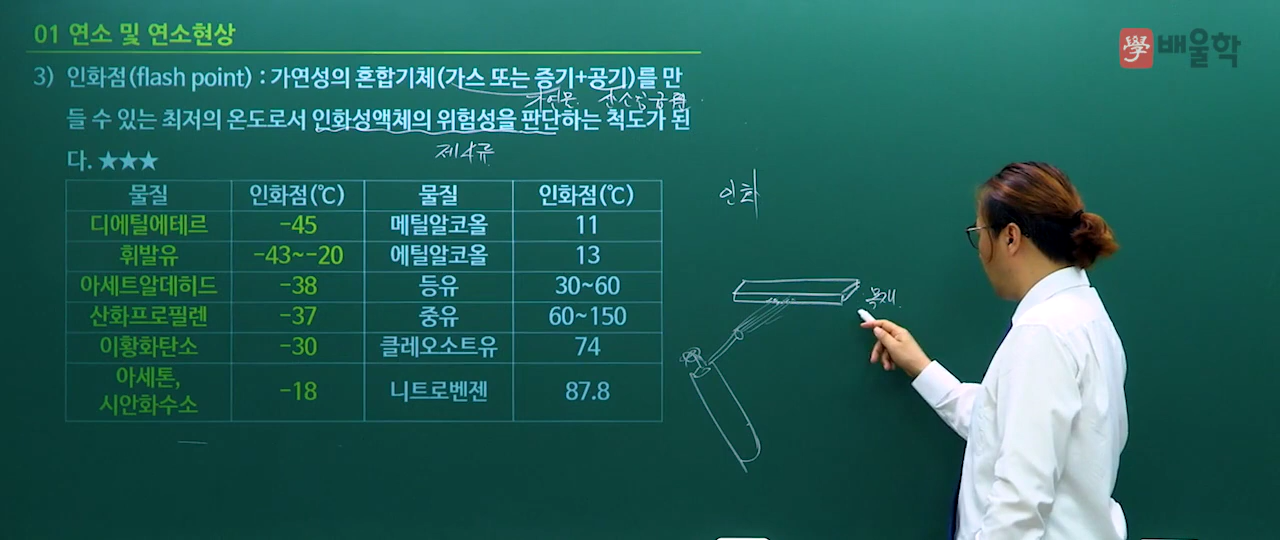 01 연소 및 연소현상
學 배울학
3) 인화점(flash point) : 가연성의 혼합기체(가스 또는 증기+공기)를 만
가연물 산소공급원
들 수 있는 최저의 온도로서 인화성액체의 위험성을 판단하는 척도가 된
다. ★★★
제4류
물질 인화점(℃) 물질 인화점(℃)
디에틸에테르 -45 메틸알코올 11
휘발유 -43~-20 에틸알코올 13
아세트알데히드 -38 등유 30~60
산화프로필렌 -37 중유 60~150
이황화탄소 -30 클레오소트유 74
아세톤, 시안화수소 -18 니트로벤젠 87.8
인화
목재